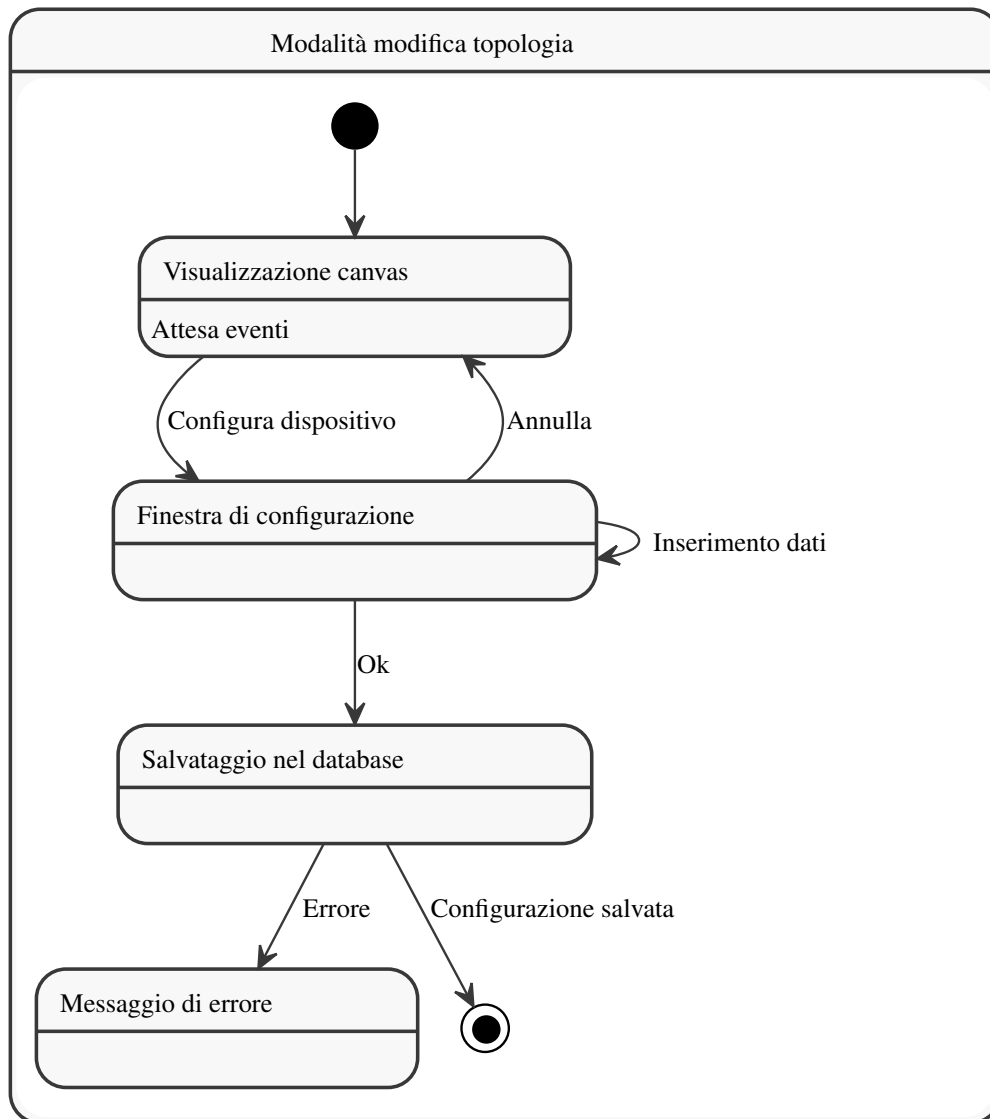 Modalità modifica topologia
Visualizzazione canvas
Attesa eventi
Configura dispositivo
Annulla
Finestra di configurazione
Inserimento dati
Ok
Salvataggio nel database
Errore
Configurazione salvata
Messaggio di errore